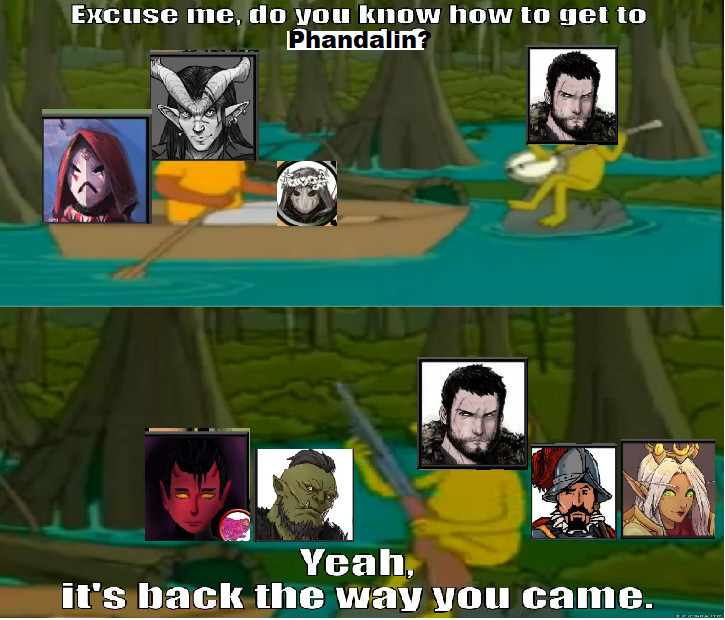 Excuse me, do you know how to get to
Phandalin?
Yeah,
it's back the way you came.